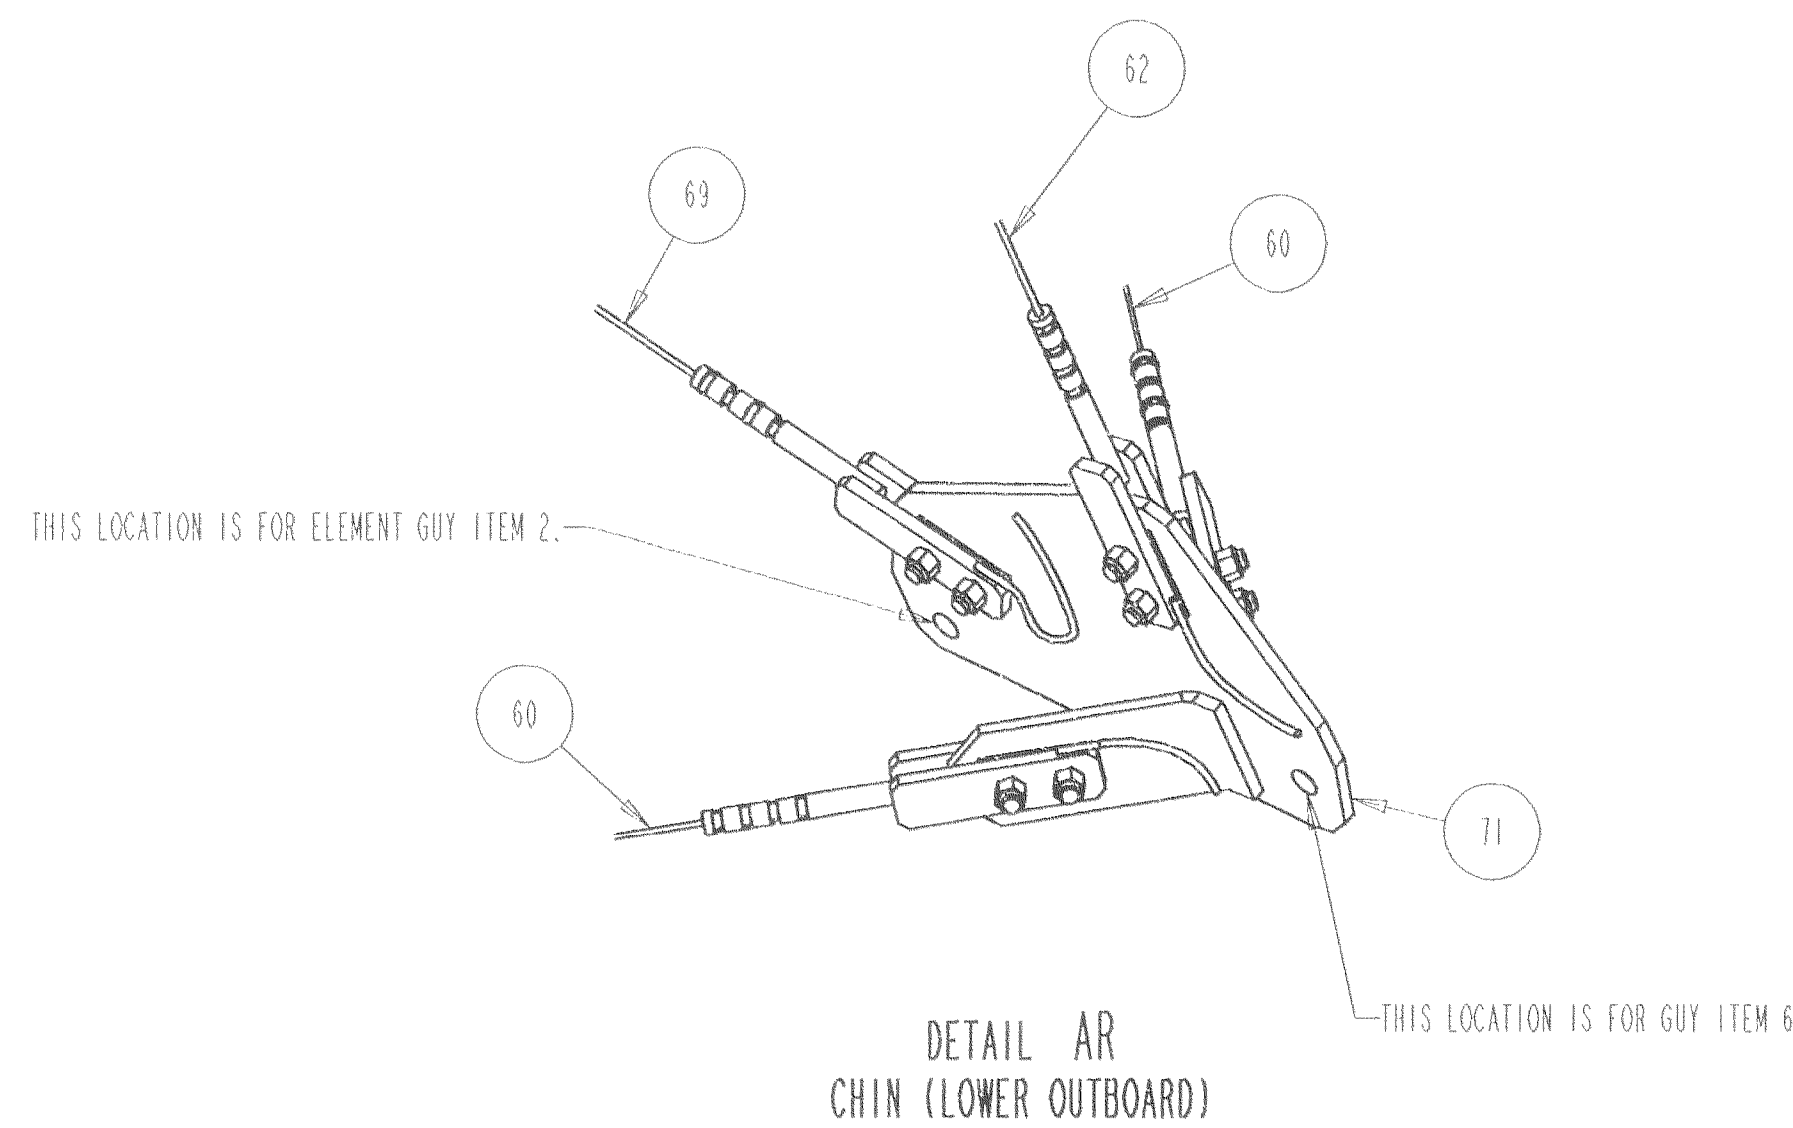 62
69
60
THIS LOCATION IS FOR ELEMENT GUY ITEM 2.
60
71
THIS LOCATION IS FOR GUY ITEM 6
DETAIL AR
CHIN (LOWER OUTBOARD)